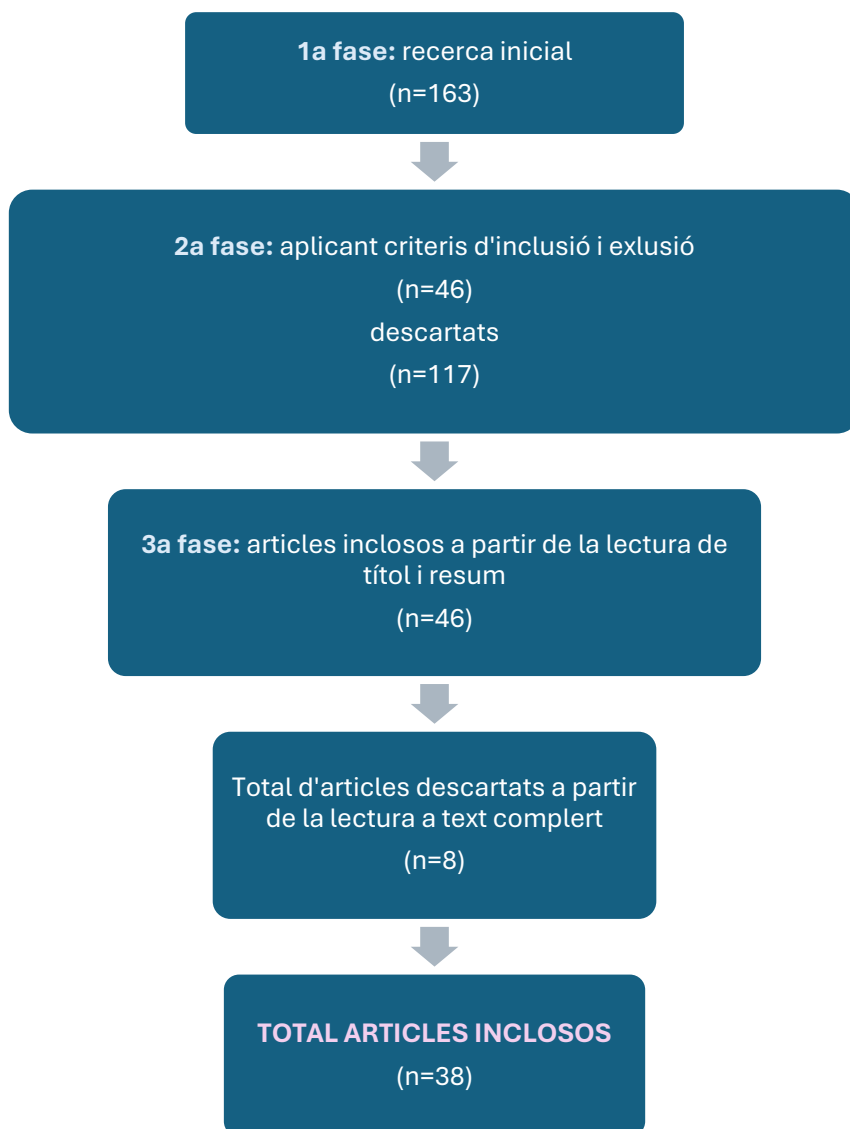 1a fase: recerca inicial
(n=163)
2a fase: aplicant criteris d'inclusió i exlusió
(n=46)
descartats
(n=117)
3a fase: articles inclosos a partir de la lectura de
títol i resum
(n=46)
Total d'articles descartats a partir
de la lectura a text complert
(n=8)
TOTAL ARTICLES INCLOSOS
(n=38)